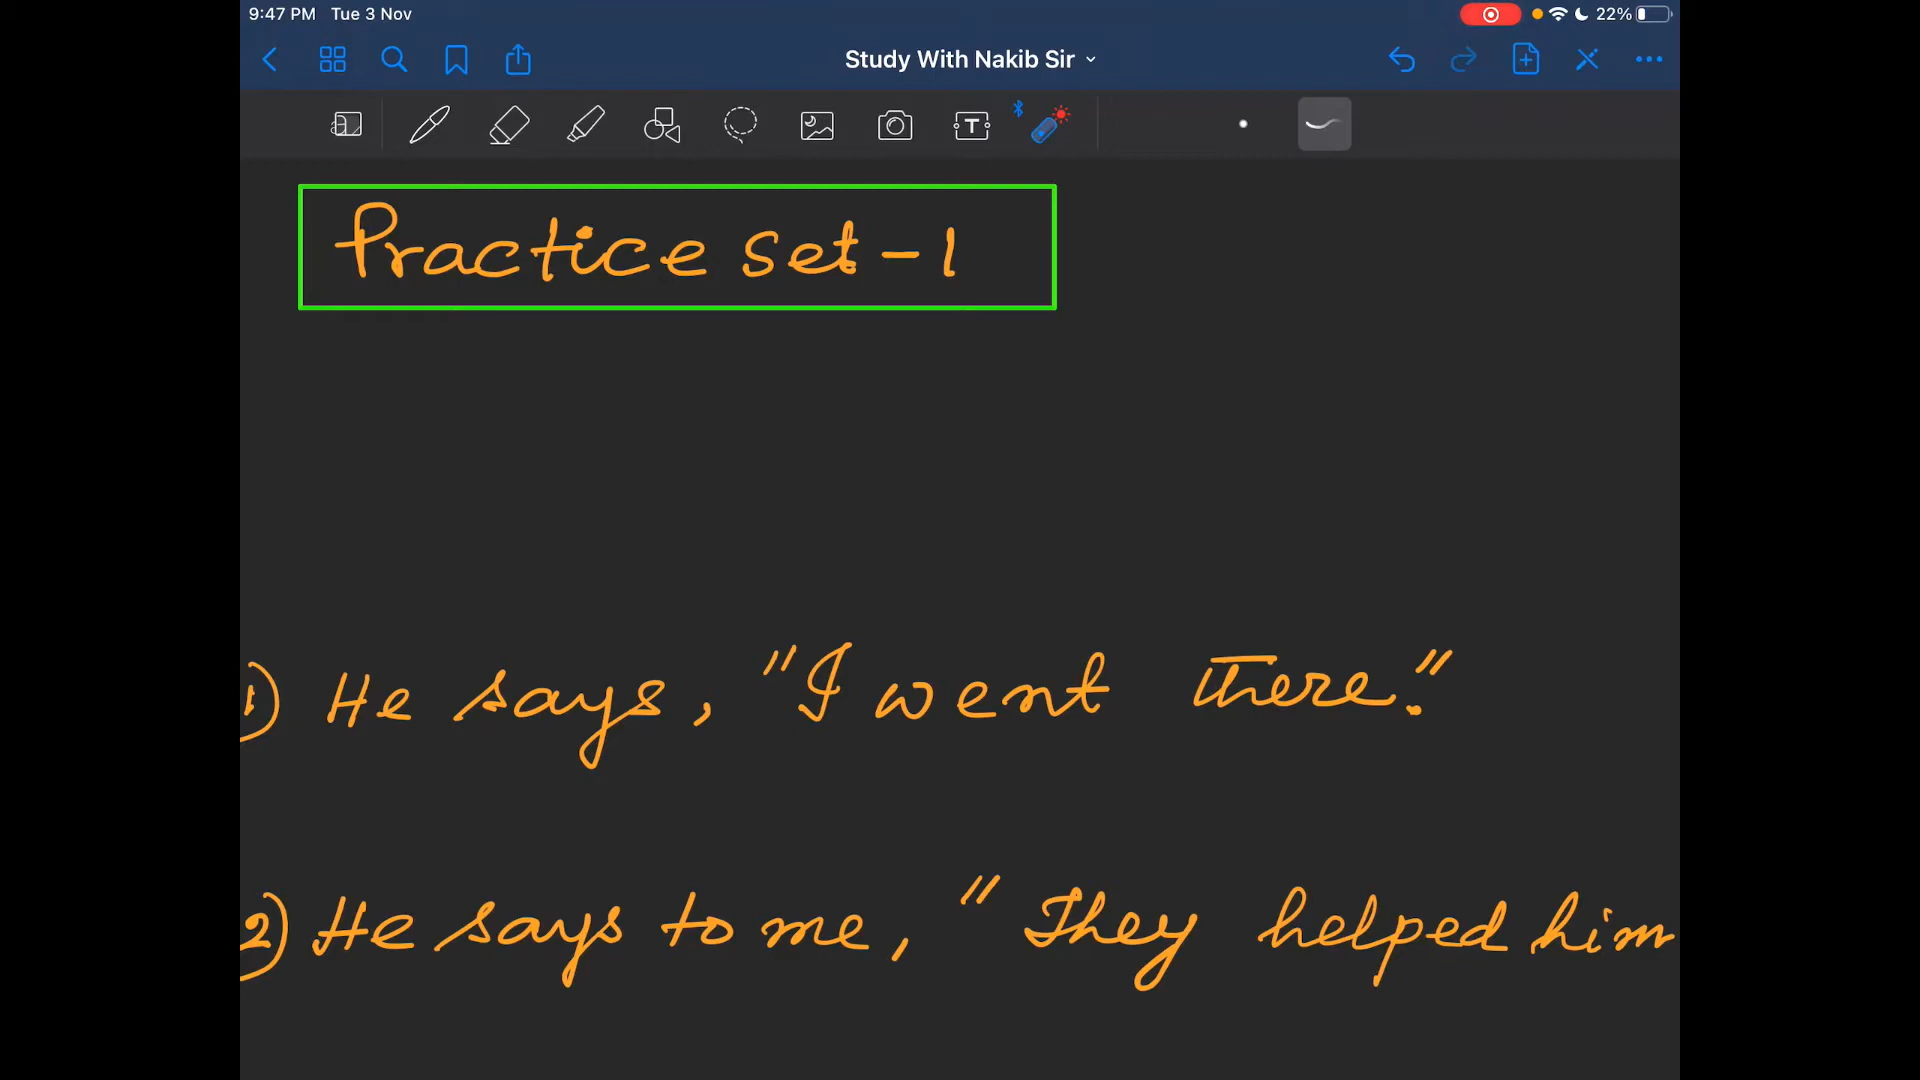 9:47 PM Tue 3 Nov 22%
Study With Nakib Sir
Practice set - 1
1) He says, "I went there."
2) He says to me, "They helped him